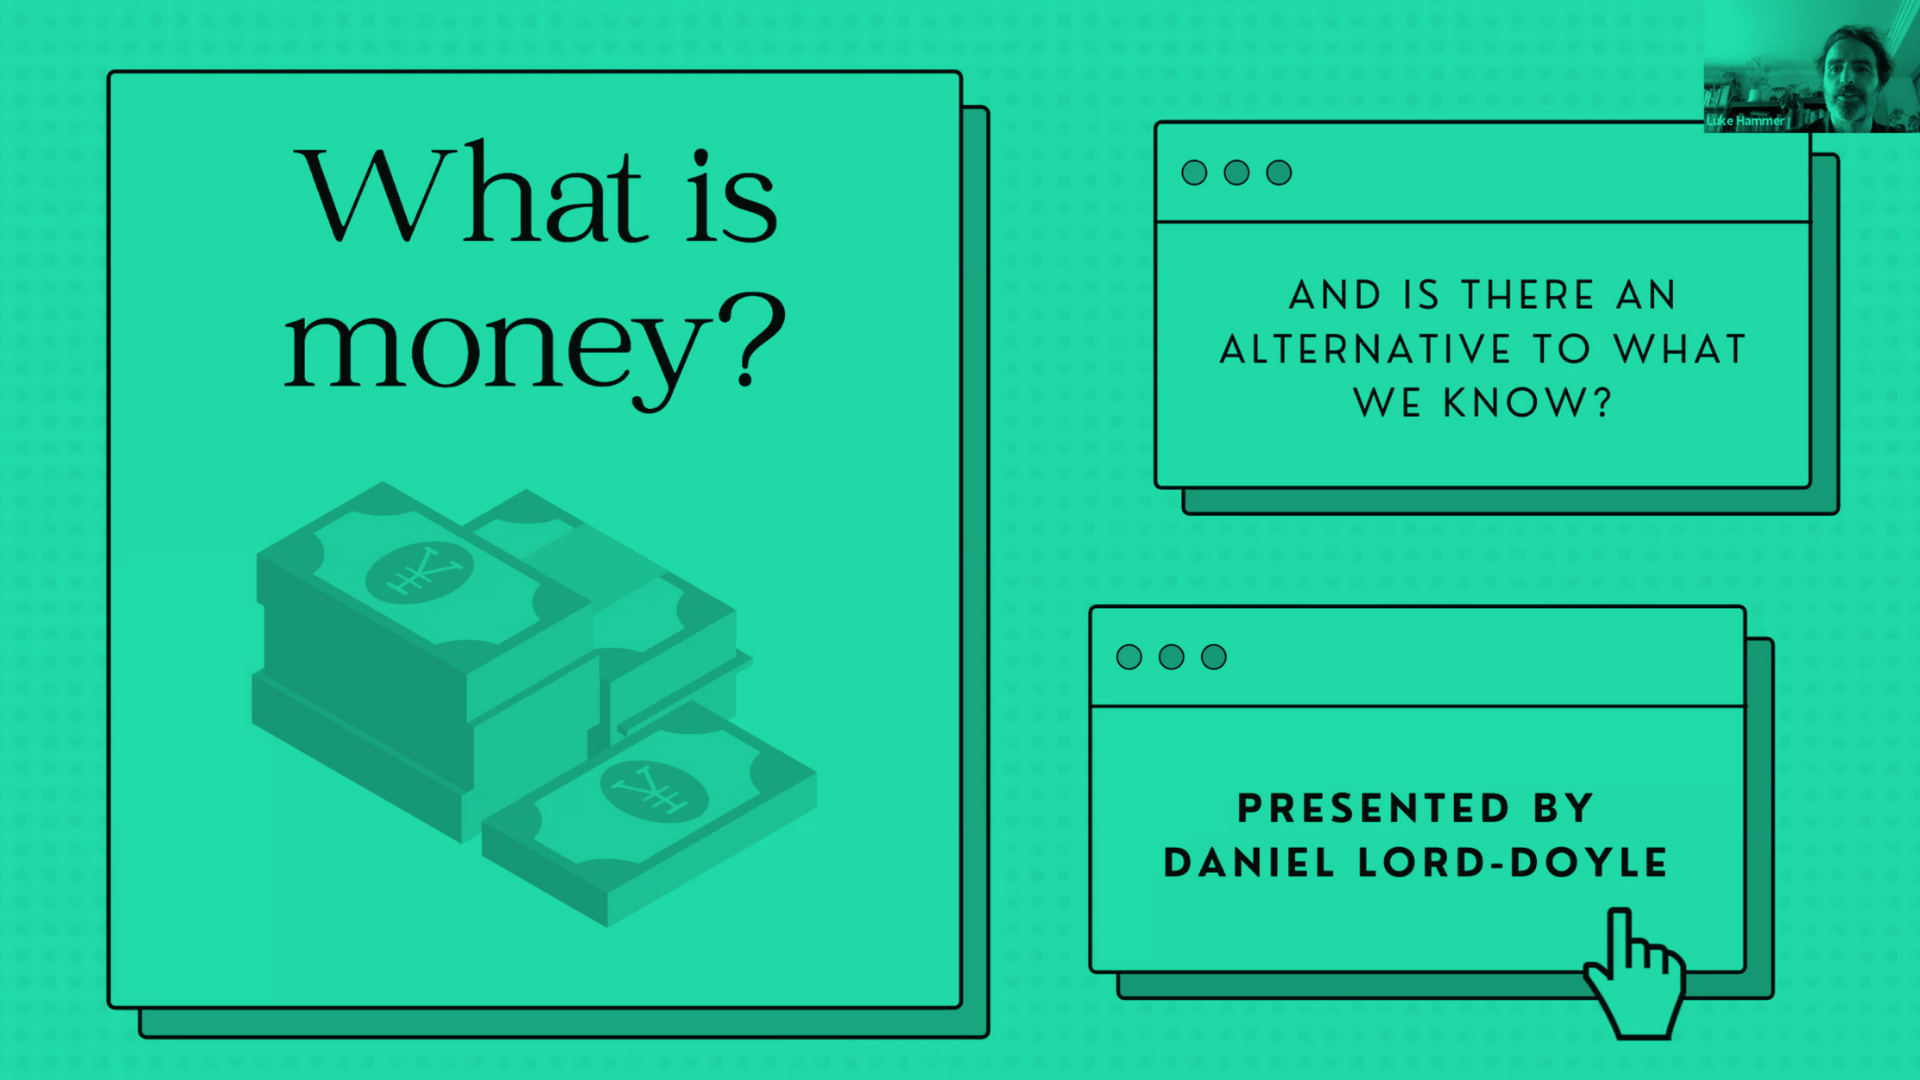 What is
money?
AND IS THERE AN
ALTERNATIVE TO WHAT
WE KNOW?
PRESENTED BY
DANIEL LORD-DOYLE
Luke Hammer
¥
¥